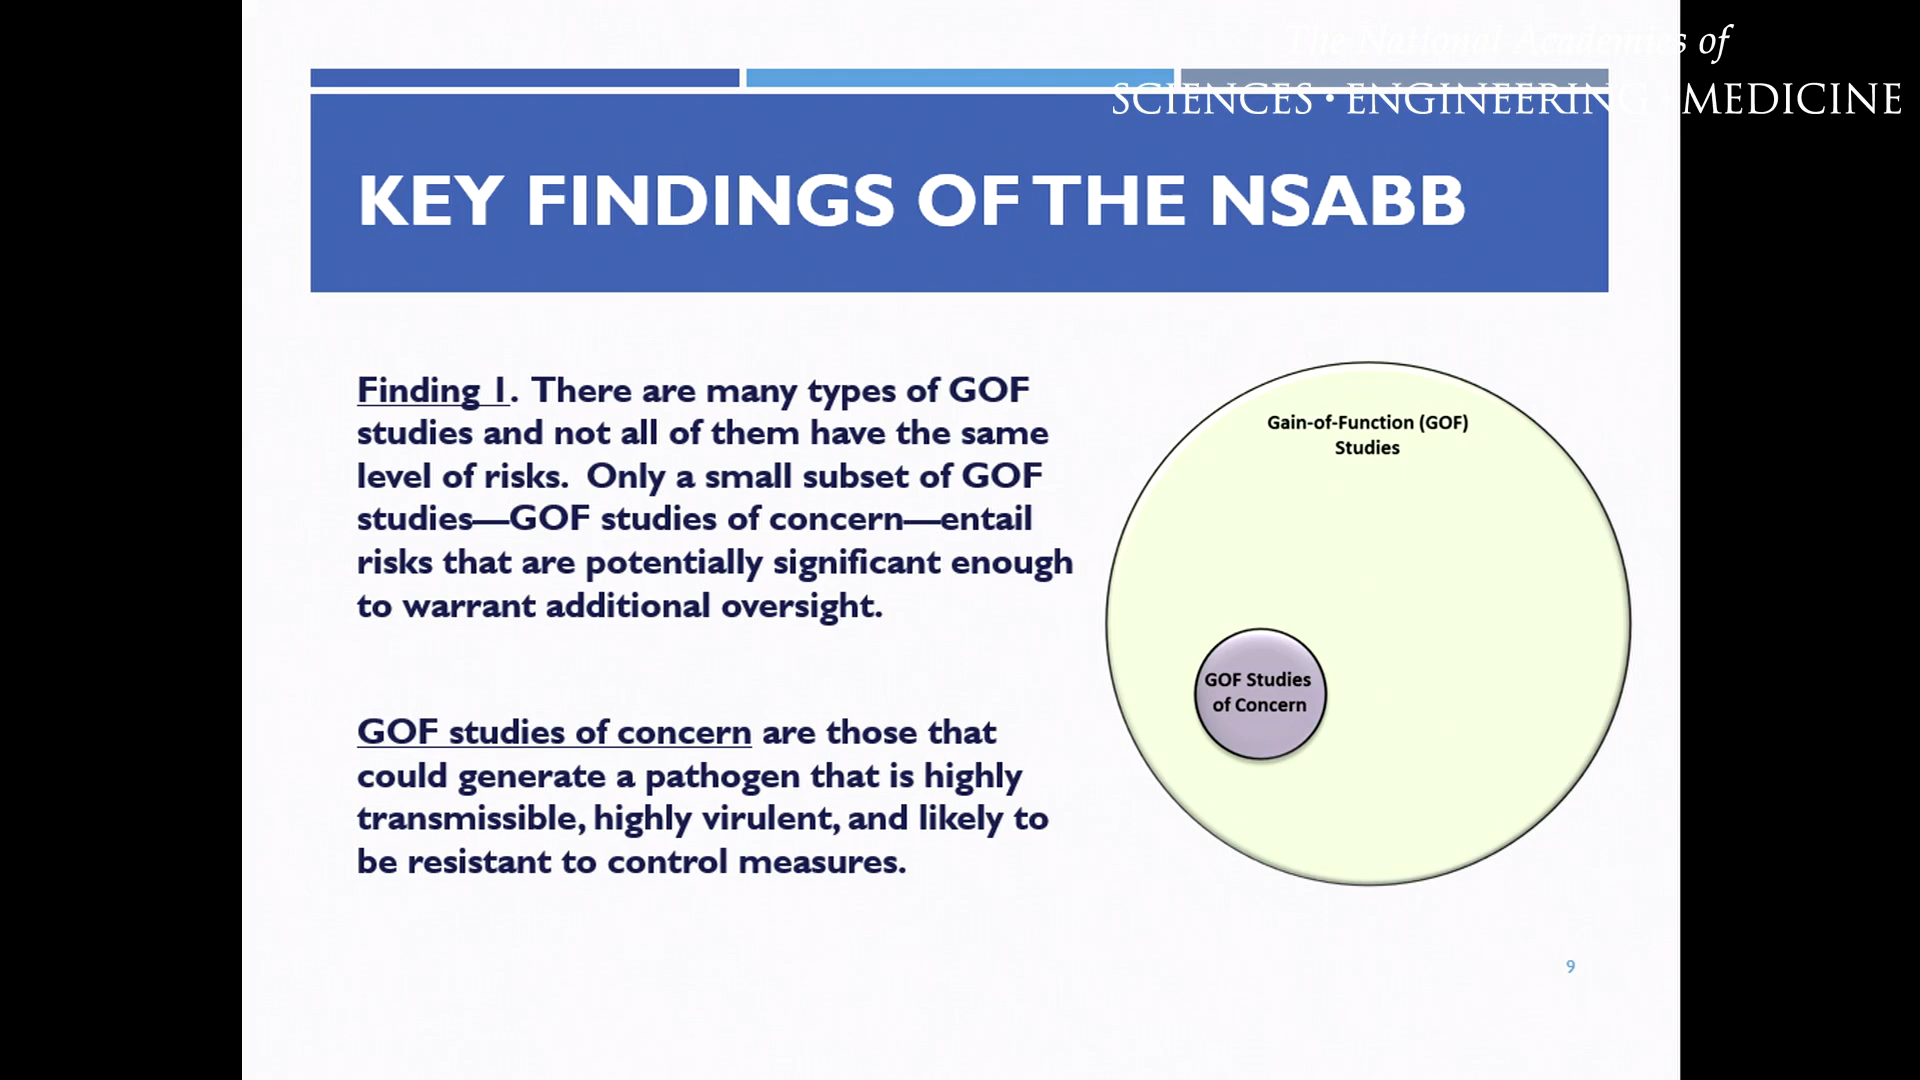 The National Academies of
SCIENCES · ENGINEERING · MEDICINE
KEY FINDINGS OF THE NSABB
Finding 1. There are many types of GOF
studies and not all of them have the same
level of risks. Only a small subset of GOF
studies—GOF studies of concern—entail
risks that are potentially significant enough
to warrant additional oversight.
GOF studies of concern are those that
could generate a pathogen that is highly
transmissible, highly virulent, and likely to
be resistant to control measures.
Gain-of-Function (GOF)
Studies
GOF Studies
of Concern
9